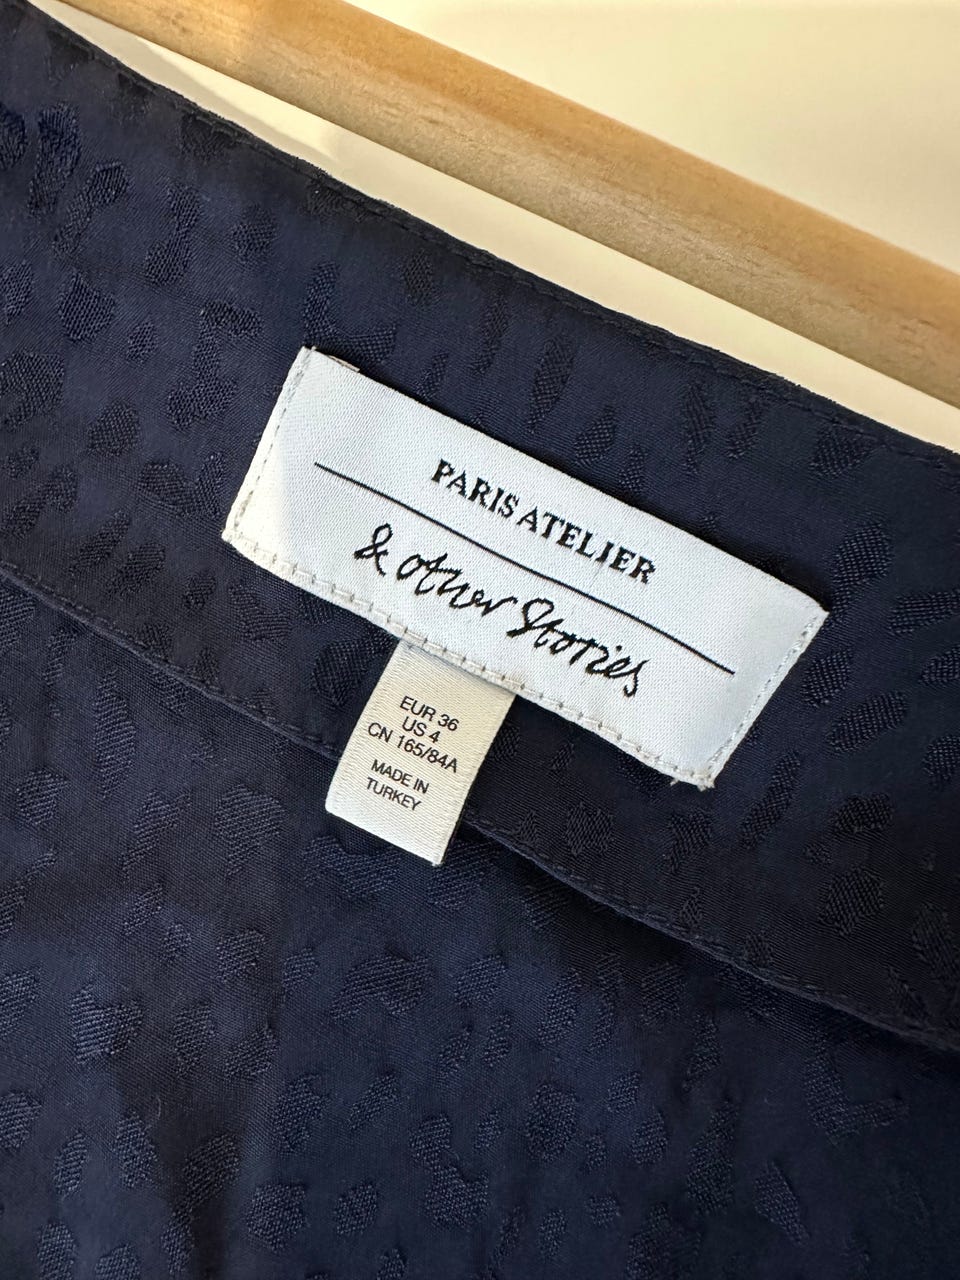 PARIS ATELIER
& other Stories
EUR 36
US 4
CN 165/84A
MADE IN
TURKEY